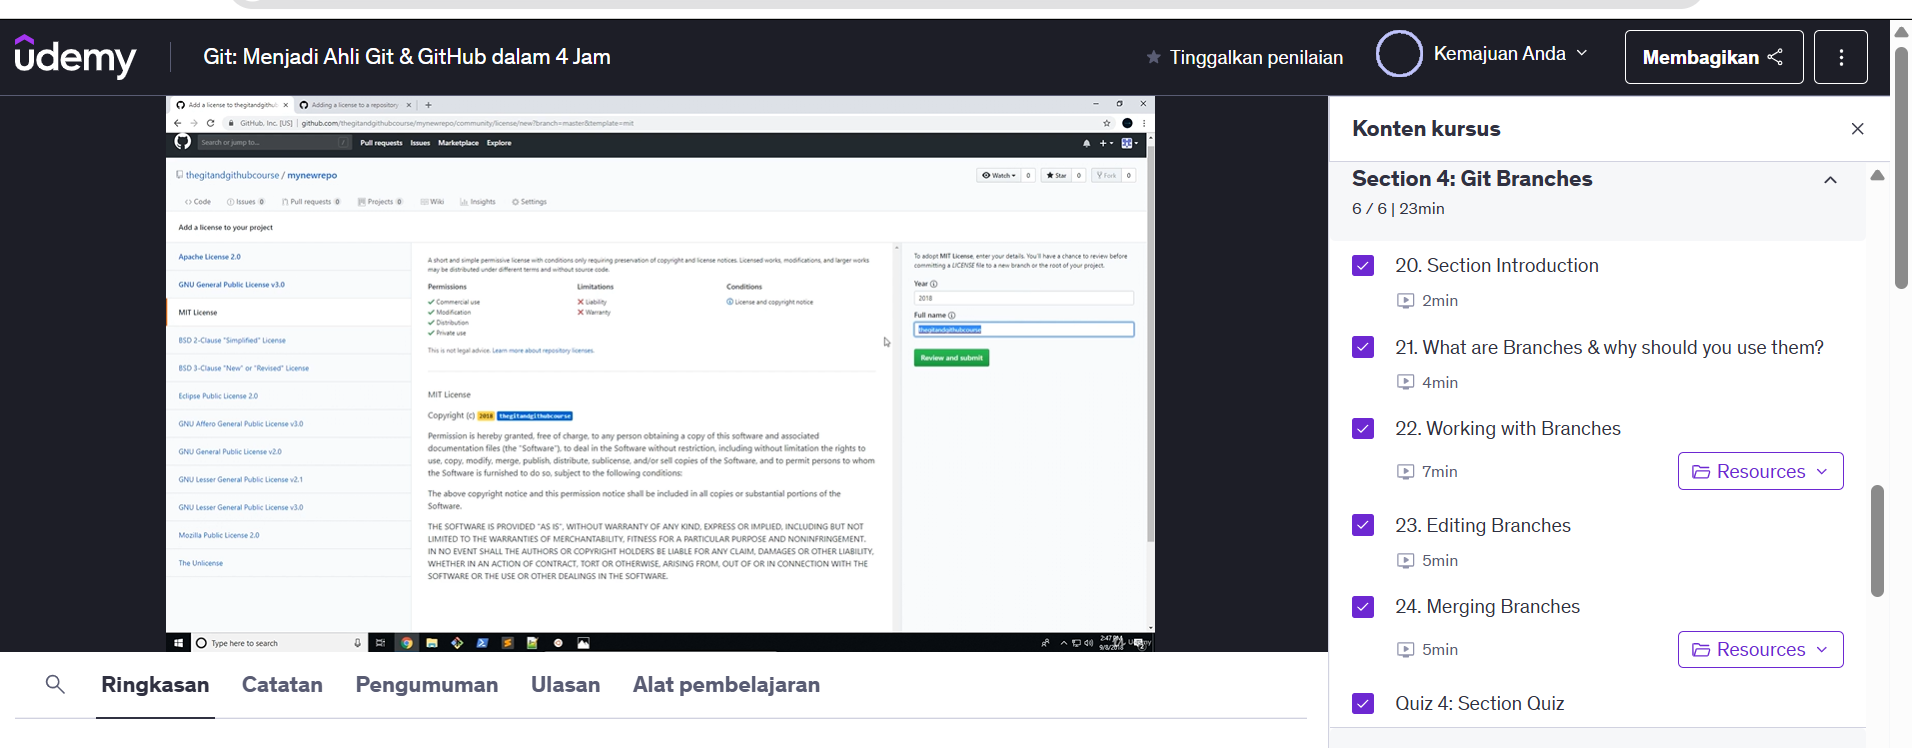 udemy
Git: Menjadi Ahli Git & GitHub dalam 4 Jam
Tinggalkan penilaian
Kemajuan Anda
Membagikan
Add a license to thegitandgithub
Adding a license to a repository
GitHub, Inc. [US] | github.com/thegitandgithubcourse/mynewrepo/community/license/new?branch=master&template=mit
Search or jump to...
Pull requests Issues Marketplace Explore
thegitandgithubcourse / mynewrepo
Watch 0 Star 0 Fork 0
Code Issues 0 Pull requests 0 Projects 0 Wiki Insights Settings
Add a license to your project
Apache License 2.0
GNU General Public License v3.0
MIT License
BSD 2-Clause "Simplified" License
BSD 3-Clause "New" or "Revised" License
Eclipse Public License 2.0
GNU Affero General Public License v3.0
GNU General Public License v2.0
GNU Lesser General Public License v2.1
GNU Lesser General Public License v3.0
Mozilla Public License 2.0
The Unlicense
A short and simple permissive license with conditions only requiring preservation of copyright and license notices. Licensed works, modifications, and larger works
may be distributed under different terms and without source code.
Permissions Limitations Conditions
Commercial use Liability License and copyright notice
Modification Warranty
Distribution
Private use
This is not legal advice. Learn more about repository licenses.
MIT License
Copyright (c) 2018 thegitandgithubcourse
Permission is hereby granted, free of charge, to any person obtaining a copy of this software and associated
documentation files (the "Software"), to deal in the Software without restriction, including without limitation the rights to
use, copy, modify, merge, publish, distribute, sublicense, and/or sell copies of the Software, and to permit persons to whom
the Software is furnished to do so, subject to the following conditions:
The above copyright notice and this permission notice shall be included in all copies or substantial portions of the
Software.
THE SOFTWARE IS PROVIDED "AS IS", WITHOUT WARRANTY OF ANY KIND, EXPRESS OR IMPLIED, INCLUDING BUT NOT
LIMITED TO THE WARRANTIES OF MERCHANTABILITY, FITNESS FOR A PARTICULAR PURPOSE AND NONINFRINGEMENT.
IN NO EVENT SHALL THE AUTHORS OR COPYRIGHT HOLDERS BE LIABLE FOR ANY CLAIM, DAMAGES OR OTHER LIABILITY,
WHETHER IN AN ACTION OF CONTRACT, TORT OR OTHERWISE, ARISING FROM, OUT OF OR IN CONNECTION WITH THE
SOFTWARE OR THE USE OR OTHER DEALINGS IN THE SOFTWARE.
To adopt MIT License, enter your details. You'll have a chance to review before
committing a LICENSE file to a new branch or the root of your project.
Year
2018
Full name
thegitandgithubcourse
Review and submit
Type here to search
2:47 PM
9/8/2018
Udemy
Ringkasan
Catatan
Pengumuman
Ulasan
Alat pembelajaran
Konten kursus
Section 4: Git Branches
6 / 6 | 23min
20. Section Introduction
2min
21. What are Branches & why should you use them?
4min
22. Working with Branches
7min
Resources
23. Editing Branches
5min
24. Merging Branches
5min
Resources
Quiz 4: Section Quiz